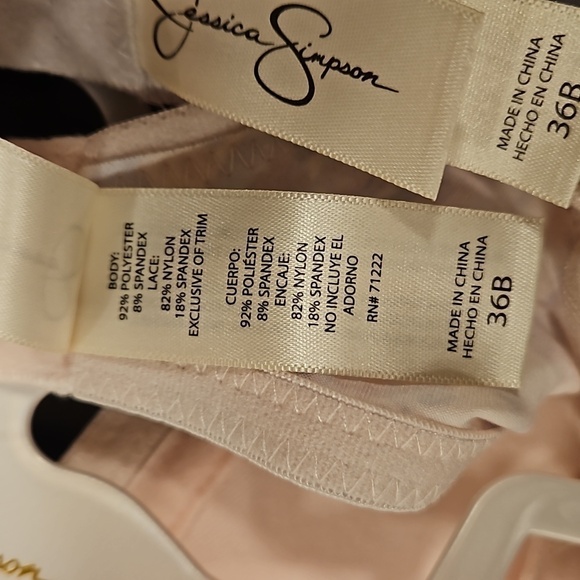 Jessica Simpson
MADE IN CHINA
HECHO EN CHINA
36B
BODY:
92% POLYESTER
8% SPANDEX
LACE:
82% NYLON
18% SPANDEX
EXCLUSIVE OF TRIM
CUERPO:
92% POLIÉSTER
8% SPANDEX
ENCAJE:
82% NYLON
18% SPANDEX
NO INCLUYE EL
ADORNO
RN# 71222
MADE IN CHINA
HECHO EN CHINA
36B